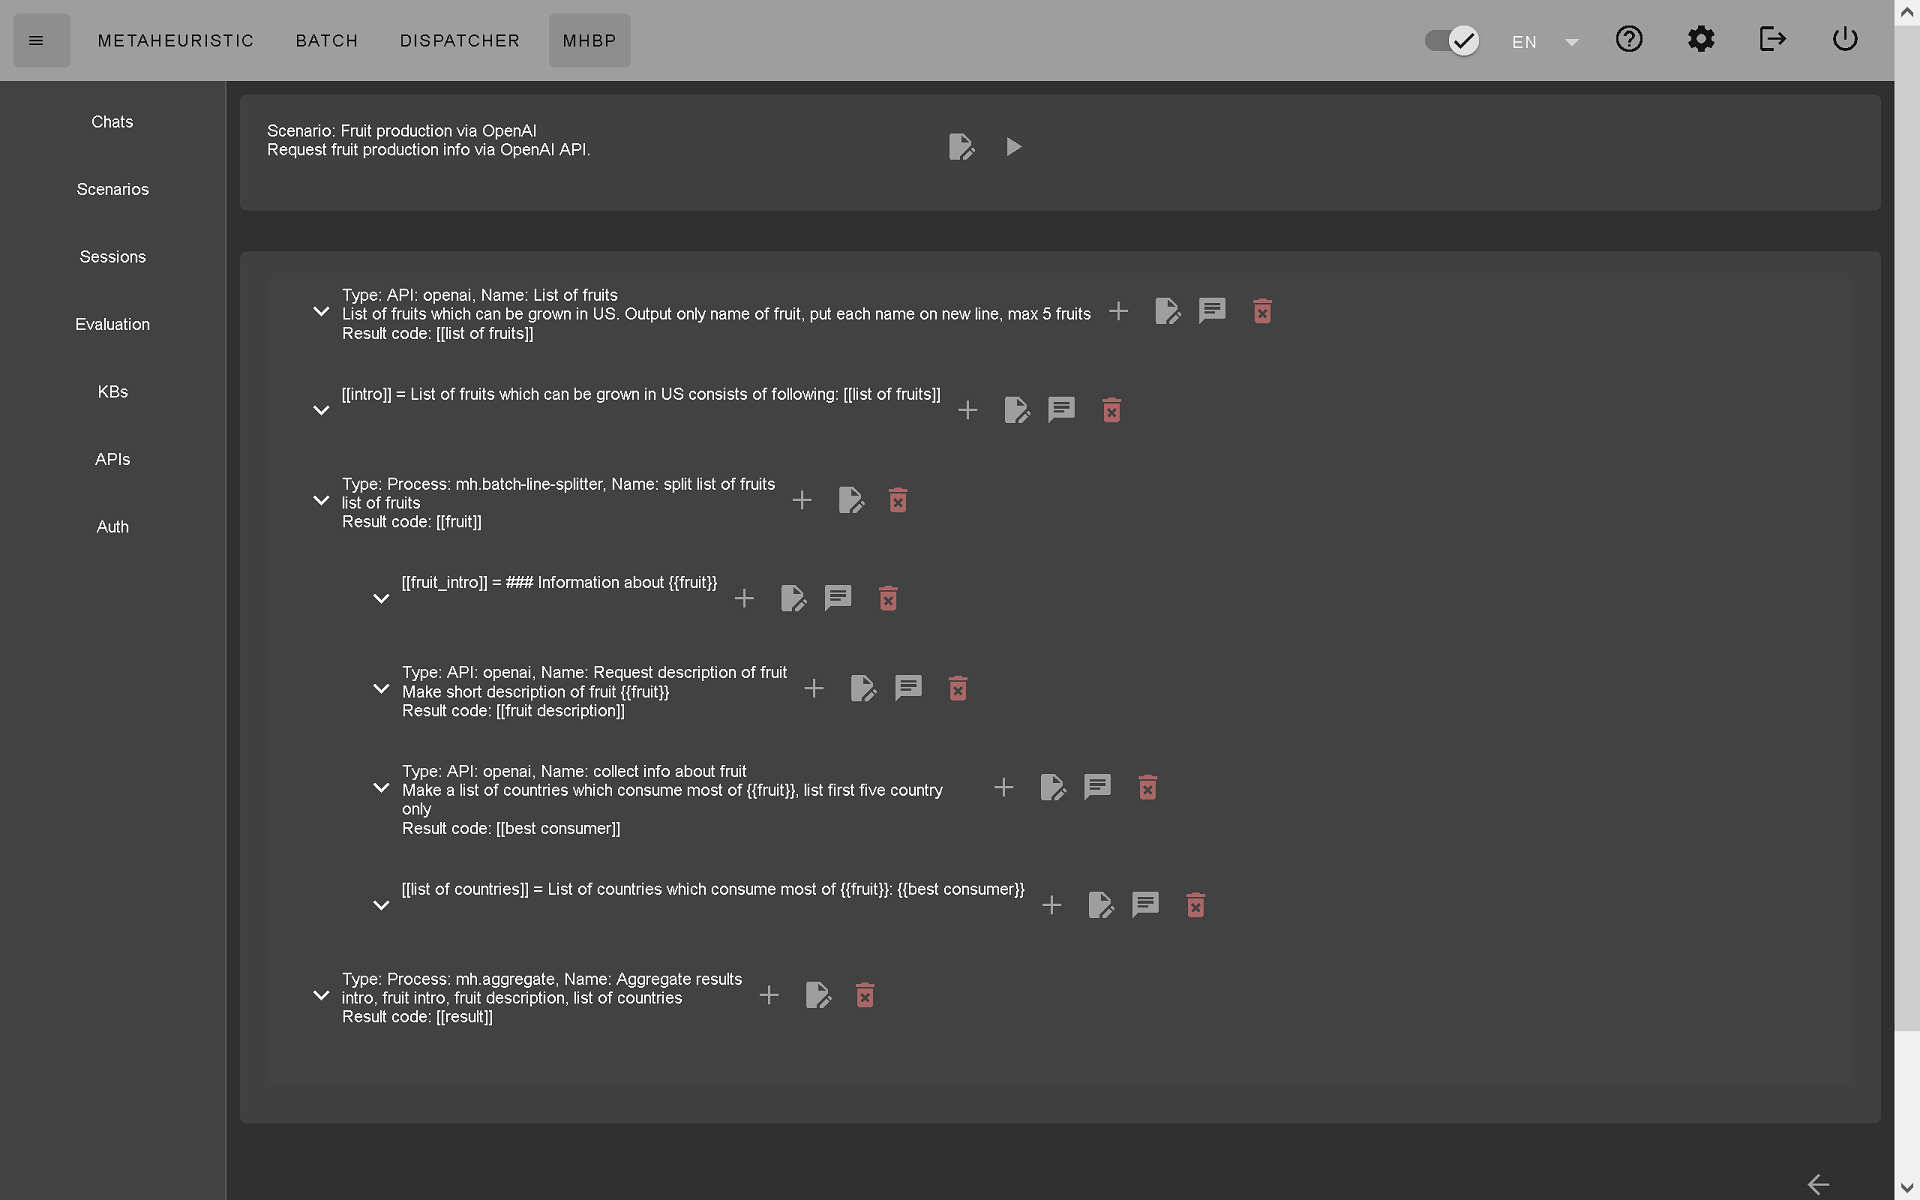 METAHEURISTIC
BATCH
DISPATCHER
MHBP
EN
Chats
Scenarios
Sessions
Evaluation
KBs
APIs
Auth
Scenario: Fruit production via OpenAI
Request fruit production info via OpenAI API.
Type: API: openai, Name: List of fruits
List of fruits which can be grown in US. Output only name of fruit, put each name on new line, max 5 fruits
Result code: [[list of fruits]]
[[intro]] = List of fruits which can be grown in US consists of following: [[list of fruits]]
Type: Process: mh.batch-line-splitter, Name: split list of fruits
list of fruits
Result code: [[fruit]]
[[fruit_intro]] = ### Information about {{fruit}}
Type: API: openai, Name: Request description of fruit
Make short description of fruit {{fruit}}
Result code: [[fruit description]]
Type: API: openai, Name: collect info about fruit
Make a list of countries which consume most of {{fruit}}, list first five country
only
Result code: [[best consumer]]
[[list of countries]] = List of countries which consume most of {{fruit}}: {{best consumer}}
Type: Process: mh.aggregate, Name: Aggregate results
intro, fruit intro, fruit description, list of countries
Result code: [[result]]